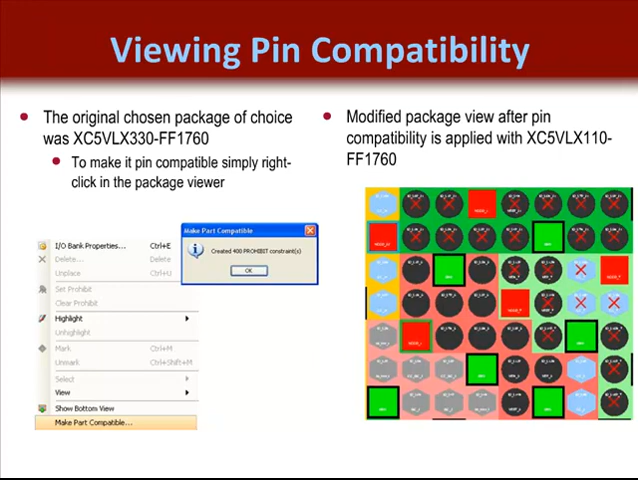 Viewing Pin Compatibility
The original chosen package of choice
was XC5VLX330-FF1760
To make it pin compatible simply right-
click in the package viewer
Modified package view after pin
compatibility is applied with XC5VLX110-
FF1760
I/O Bank Properties... Ctrl+E
Delete... Delete
Unplace Ctrl+U
Set Prohibit
Clear Prohibit
Highlight
Unhighlight
Mark Ctrl+M
Unmark Ctrl+Shift+M
Select
View
Show Bottom View
Make Part Compatible...
Make Part Compatible
Created 400 PROHIBIT constraint(s)
OK